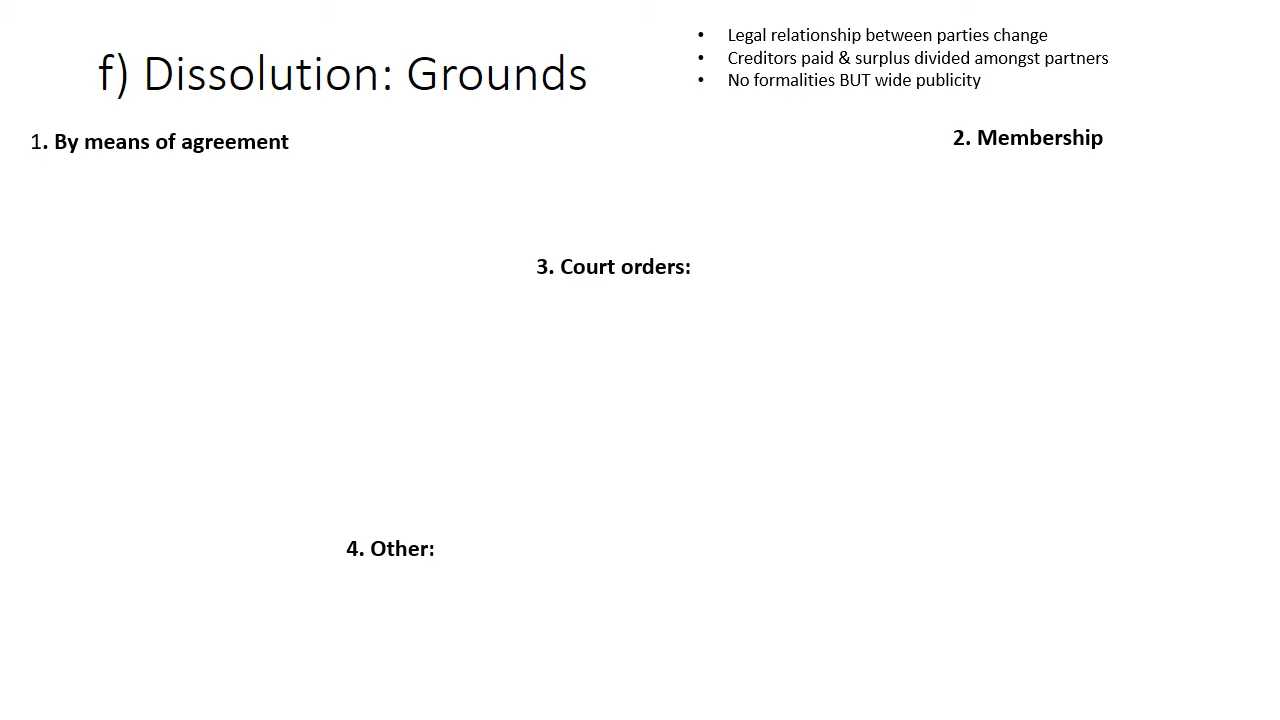 f) Dissolution: Grounds
• Legal relationship between parties change
• Creditors paid & surplus divided amongst partners
• No formalities BUT wide publicity
1. By means of agreement
2. Membership
3. Court orders:
4. Other: